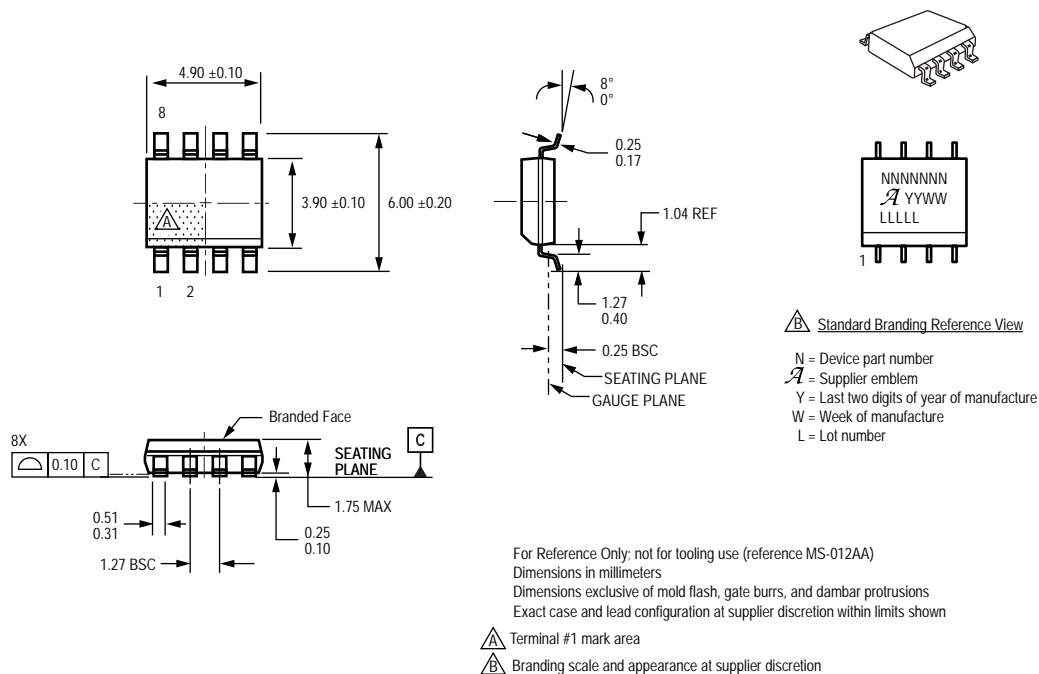 4.90 ±0.10
8
A
3.90 ±0.10
6.00 ±0.20
1 2
8°
0°
0.25
0.17
1.04 REF
1.27
0.40
0.25 BSC
SEATING PLANE
GAUGE PLANE
NNNNNNN
𝒜 YYWW
LLLLL
1
B Standard Branding Reference View
N = Device part number
𝒜 = Supplier emblem
Y = Last two digits of year of manufacture
W = Week of manufacture
L = Lot number
Branded Face
8X
0.10 C
SEATING
PLANE
C
1.75 MAX
0.51
0.31
0.25
0.10
1.27 BSC
For Reference Only; not for tooling use (reference MS-012AA)
Dimensions in millimeters
Dimensions exclusive of mold flash, gate burrs, and dambar protrusions
Exact case and lead configuration at supplier discretion within limits shown
A Terminal #1 mark area
B Branding scale and appearance at supplier discretion